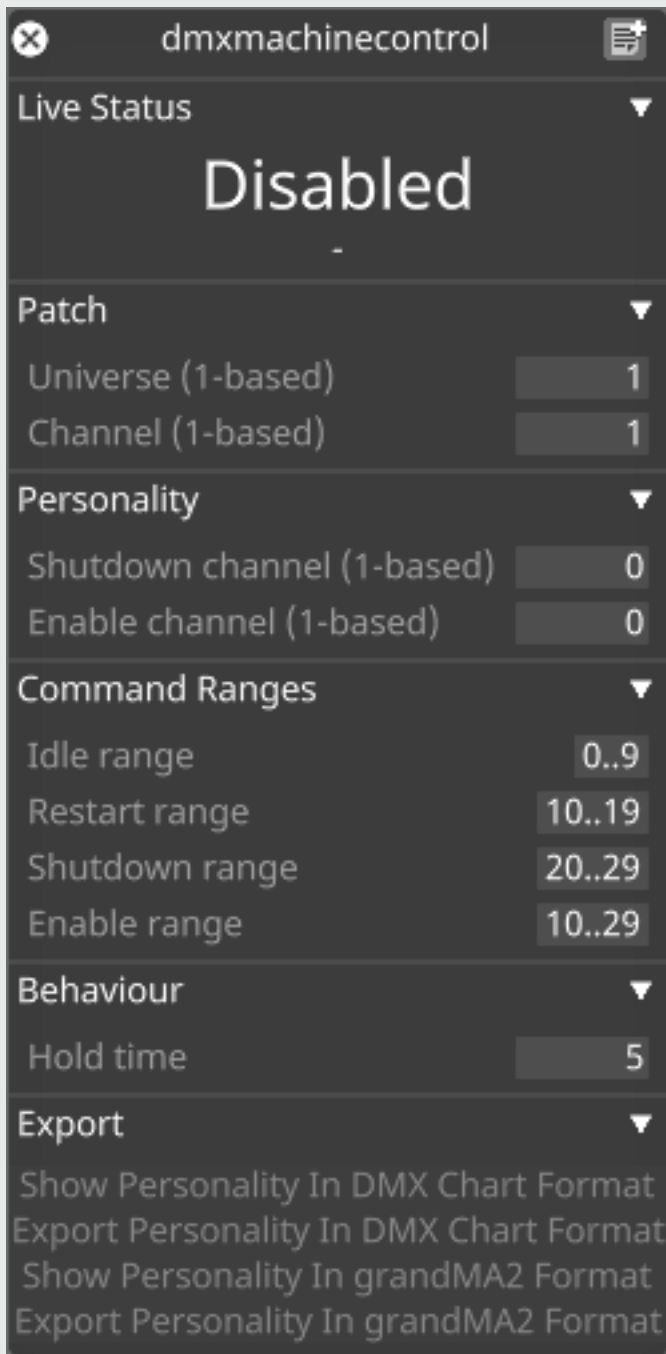 dmxmachinecontrol
Live Status
Disabled
-
Patch
Universe (1-based) 1
Channel (1-based) 1
Personality
Shutdown channel (1-based) 0
Enable channel (1-based) 0
Command Ranges
Idle range 0..9
Restart range 10..19
Shutdown range 20..29
Enable range 10..29
Behaviour
Hold time 5
Export
Show Personality In DMX Chart Format
Export Personality In DMX Chart Format
Show Personality In grandMA2 Format
Export Personality In grandMA2 Format